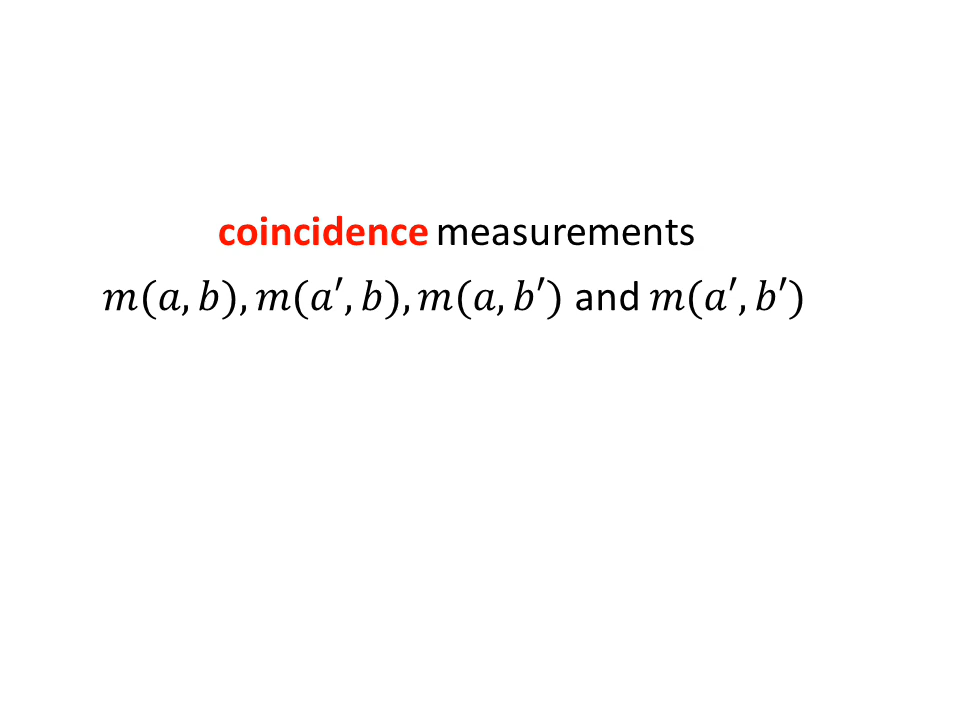 coincidence measurements
𝑚(𝑎, 𝑏), 𝑚(𝑎′, 𝑏), 𝑚(𝑎, 𝑏′) and 𝑚(𝑎′, 𝑏′)